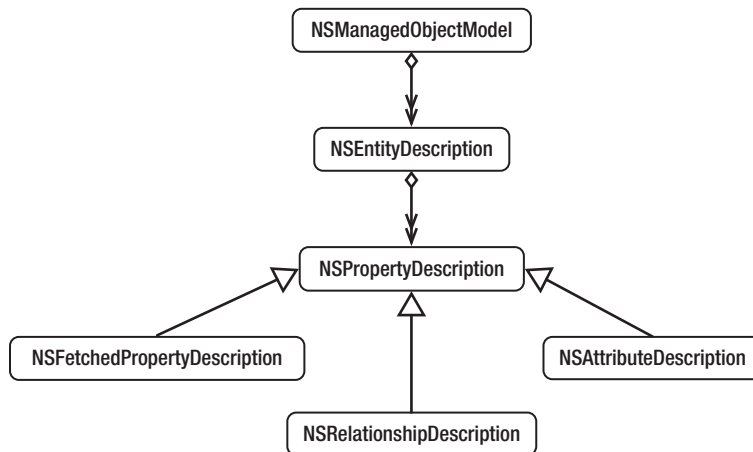 NSManagedObjectModel
NSEntityDescription
NSPropertyDescription
NSFetchedPropertyDescription
NSAttributeDescription
NSRelationshipDescription